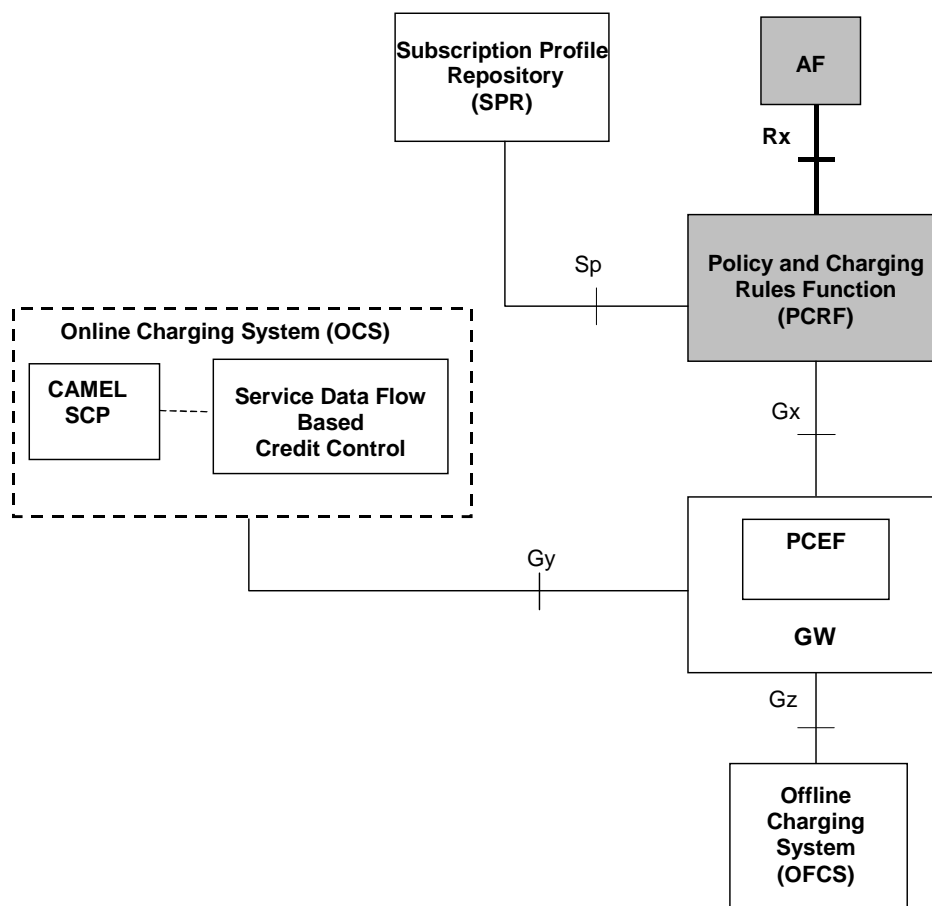 Subscription Profile
Repository
(SPR)
AF
Rx
Policy and Charging
Rules Function
(PCRF)
Sp
Online Charging System (OCS)
CAMEL
SCP
Service Data Flow
Based
Credit Control
Gx
PCEF
GW
Gy
Gz
Offline
Charging
System
(OFCS)